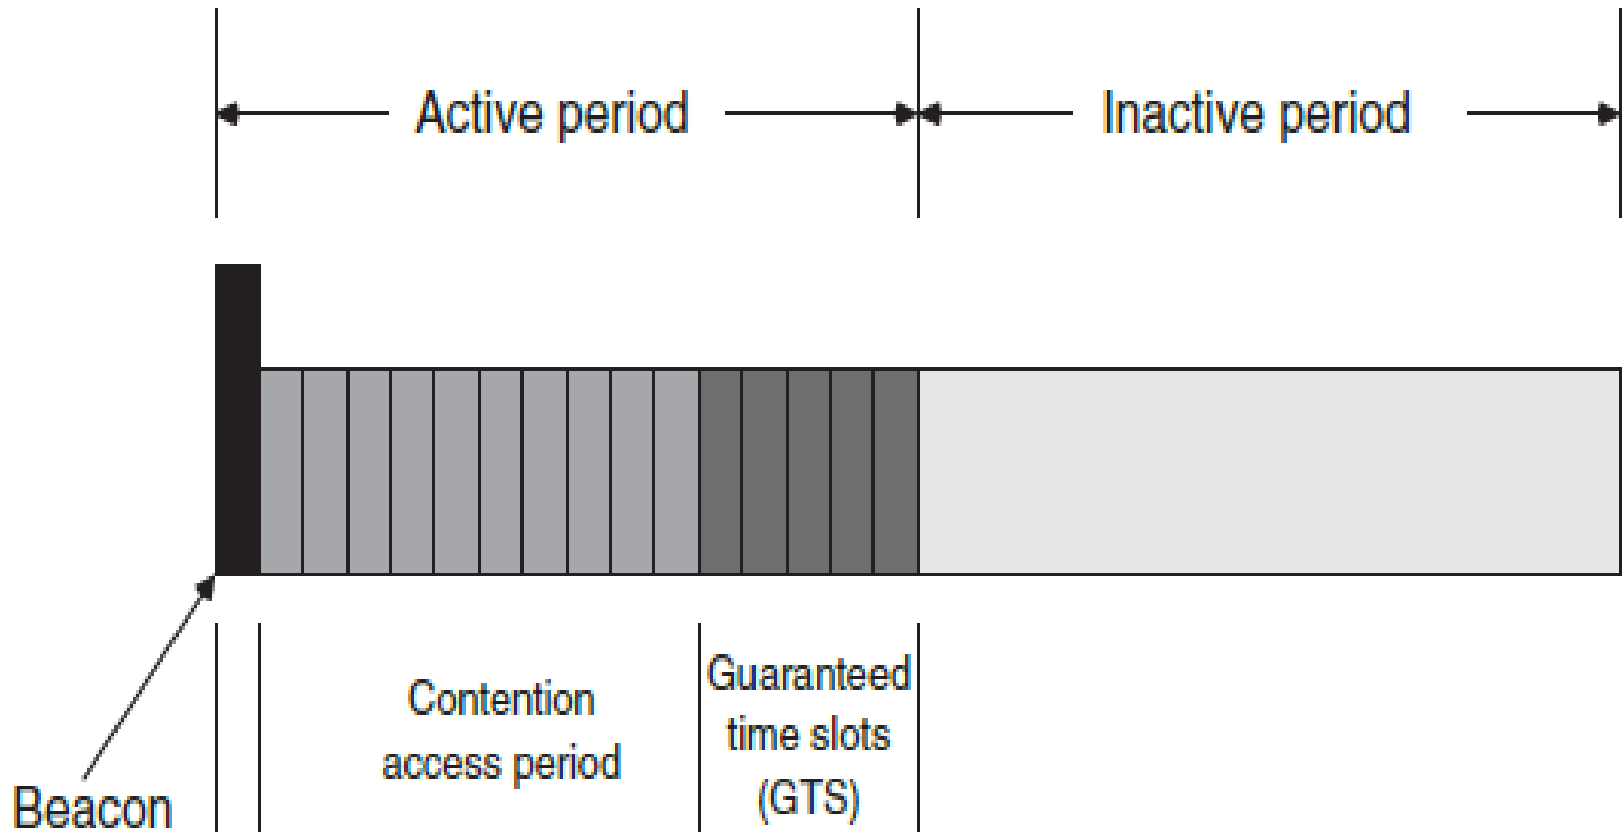 Active period
Inactive period
Contention
access period
Guaranteed
time slots
(GTS)
Beacon